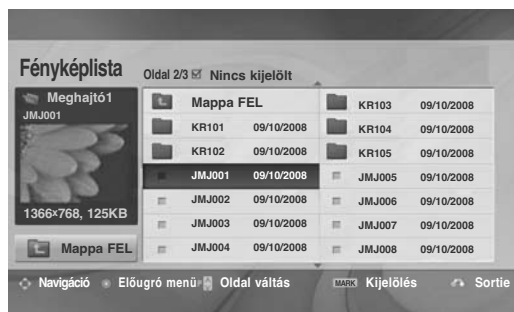 Fényképlista
Oldal 2/3 Nincs kijelölt
Meghajtó1
JMJ001
1366×768, 125KB
Mappa FEL
Mappa FEL
KR101 09/10/2008
KR102 09/10/2008
JMJ001 09/10/2008
JMJ002 09/10/2008
JMJ003 09/10/2008
JMJ004 09/10/2008
KR103 09/10/2008
KR104 09/10/2008
KR105 09/10/2008
JMJ005 09/10/2008
JMJ006 09/10/2008
JMJ007 09/10/2008
JMJ008 09/10/2008
Navigáció Előugró menü P Oldal váltás MARK Kijelölés Sortie